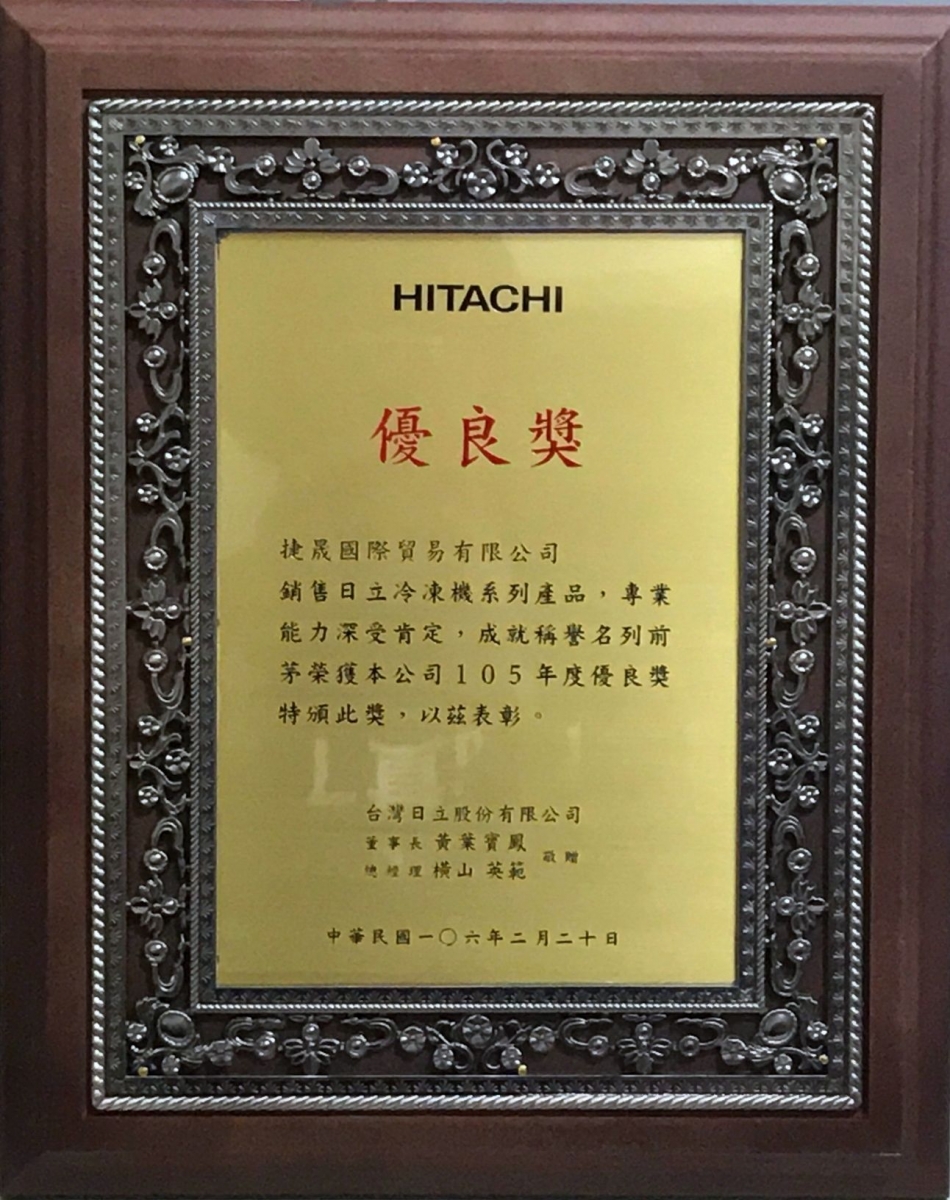 HITACHI
優良獎
捷晟國際貿易有限公司
銷售日立冷凍機系列產品，專業
能力深受肯定，成就稱譽名列前
茅榮獲本公司105年度優良獎
特頒此獎，以茲表彰。
台灣日立股份有限公司
董事長 黃葉寶鳳
敬贈
總經理 橫山 英範
中華民國一〇六年二月二十日